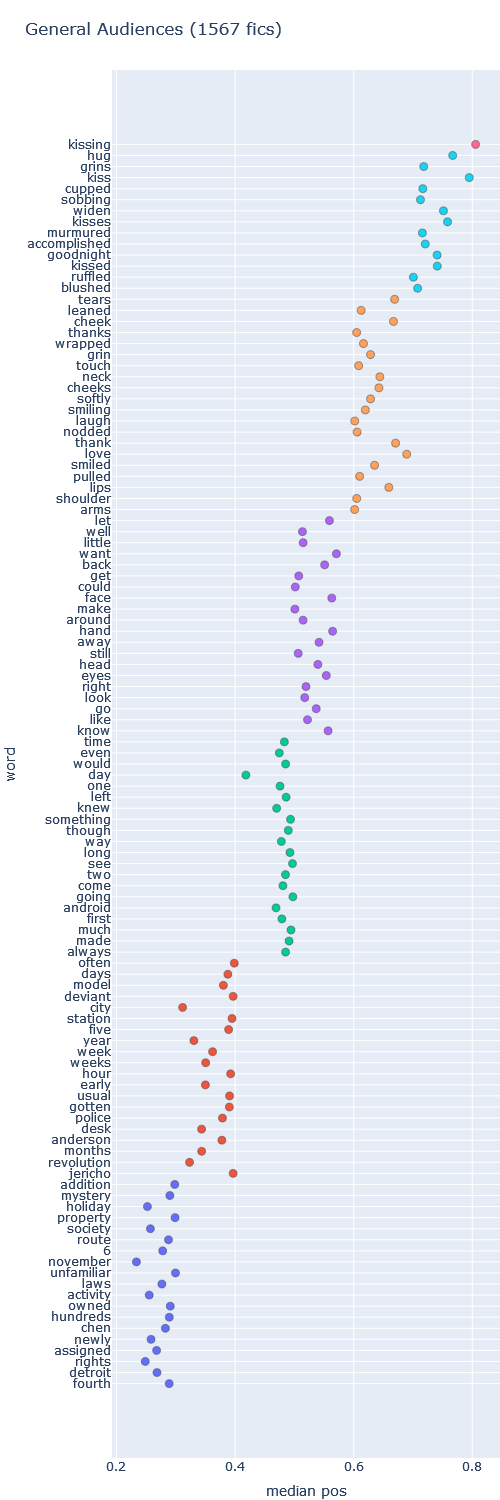 General Audiences (1567 fics)
kissing
hug
grins
kiss
cupped
sobbing
widen
kisses
murmured
accomplished
goodnight
kissed
ruffled
blushed
tears
leaned
cheek
thanks
wrapped
grin
touch
neck
cheeks
softly
smiling
laugh
nodded
thank
love
smiled
pulled
lips
shoulder
arms
let
well
little
want
back
get
could
face
make
around
hand
away
still
head
eyes
right
look
go
like
know
time
even
would
day
one
left
knew
something
though
way
long
see
two
come
going
android
first
much
made
always
often
days
model
deviant
city
station
five
year
week
weeks
hour
early
usual
gotten
police
desk
anderson
months
revolution
jericho
addition
mystery
holiday
property
society
route
6
november
unfamiliar
laws
activity
owned
hundreds
chen
newly
assigned
rights
detroit
fourth
word
0.2 0.4 0.6 0.8
median pos